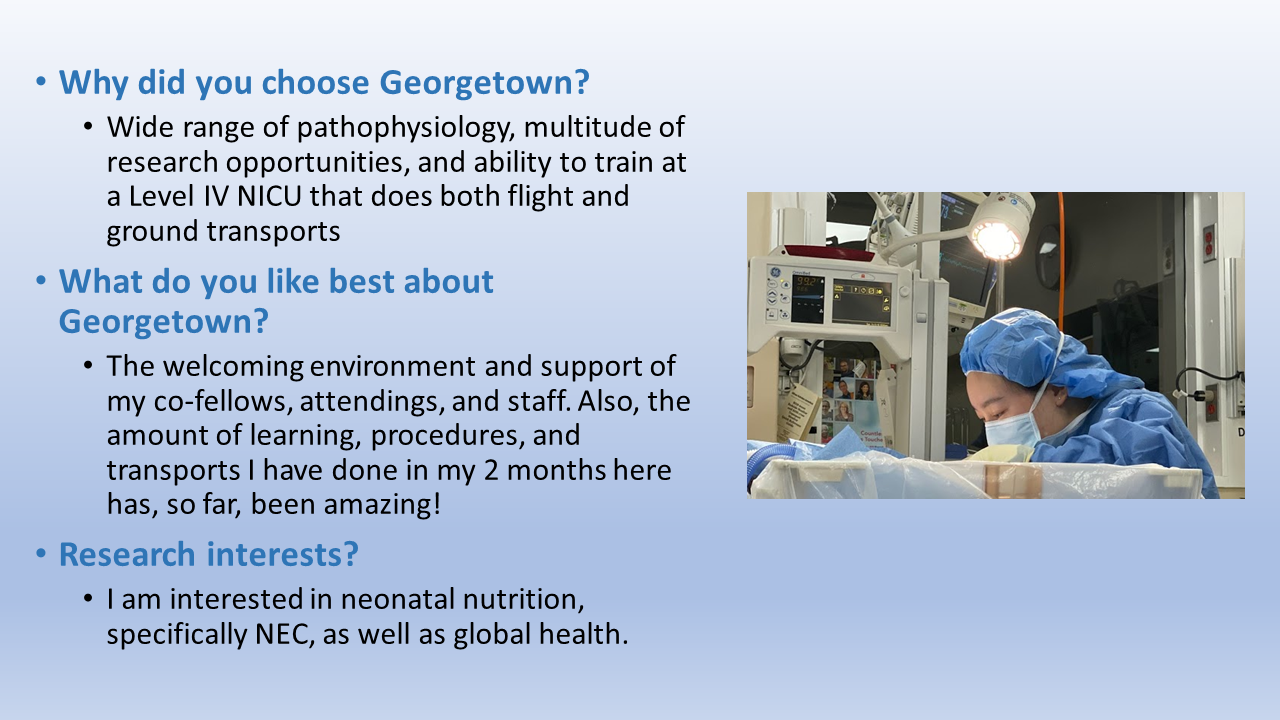 • Why did you choose Georgetown?
• Wide range of pathophysiology, multitude of
research opportunities, and ability to train at
a Level IV NICU that does both flight and
ground transports
• What do you like best about
Georgetown?
• The welcoming environment and support of
my co-fellows, attendings, and staff. Also, the
amount of learning, procedures, and
transports I have done in my 2 months here
has, so far, been amazing!
• Research interests?
• I am interested in neonatal nutrition,
specifically NEC, as well as global health.